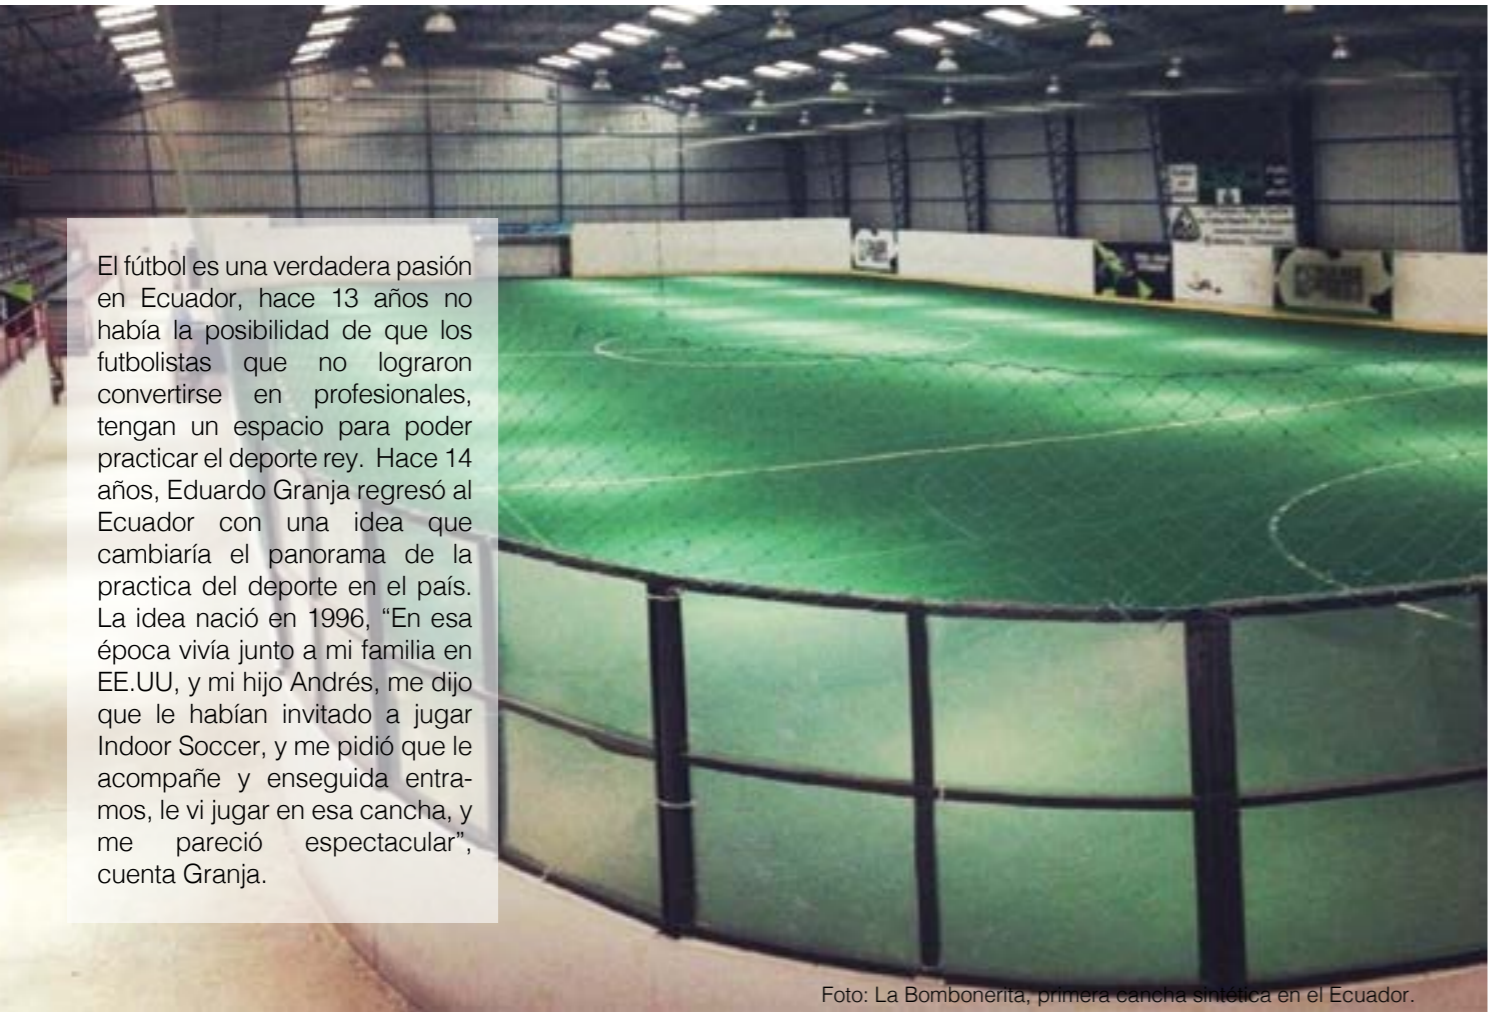 El fútbol es una verdadera pasión
en Ecuador, hace 13 años no
había la posibilidad de que los
futbolistas que no lograron
convertirse en profesionales,
tengan un espacio para poder
practicar el deporte rey. Hace 14
años, Eduardo Granja regresó al
Ecuador con una idea que
cambiaría el panorama de la
practica del deporte en el país.
La idea nació en 1996, “En esa
época vivía junto a mi familia en
EE.UU, y mi hijo Andrés, me dijo
que le habían invitado a jugar
Indoor Soccer, y me pidió que le
acompañe y enseguida entra-
mos, le vi jugar en esa cancha, y
me pareció espectacular”,
cuenta Granja.
Foto: La Bombonerita, primera cancha sintética en el Ecuador.